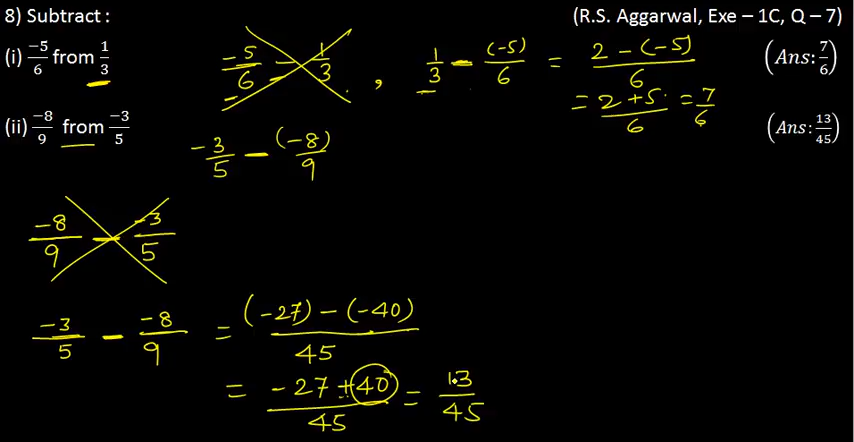 8) Subtract :
(R.S. Aggarwal, Exe – 1C, Q – 7)
(i) −5/6 from 1/3
−5/6 − 1/3 , 1/3 − (−5)/6 = 2 − (−5)/6
(Ans: 7/6)
= 2 + 5/6 = 7/6
(ii) −8/9 from −3/5
(Ans: 13/45)
−3/5 − (−8)/9
−8/9 − −3/5
−3/5 − −8/9 = (−27) − (−40)/45
= −27 + 40/45 = 13/45